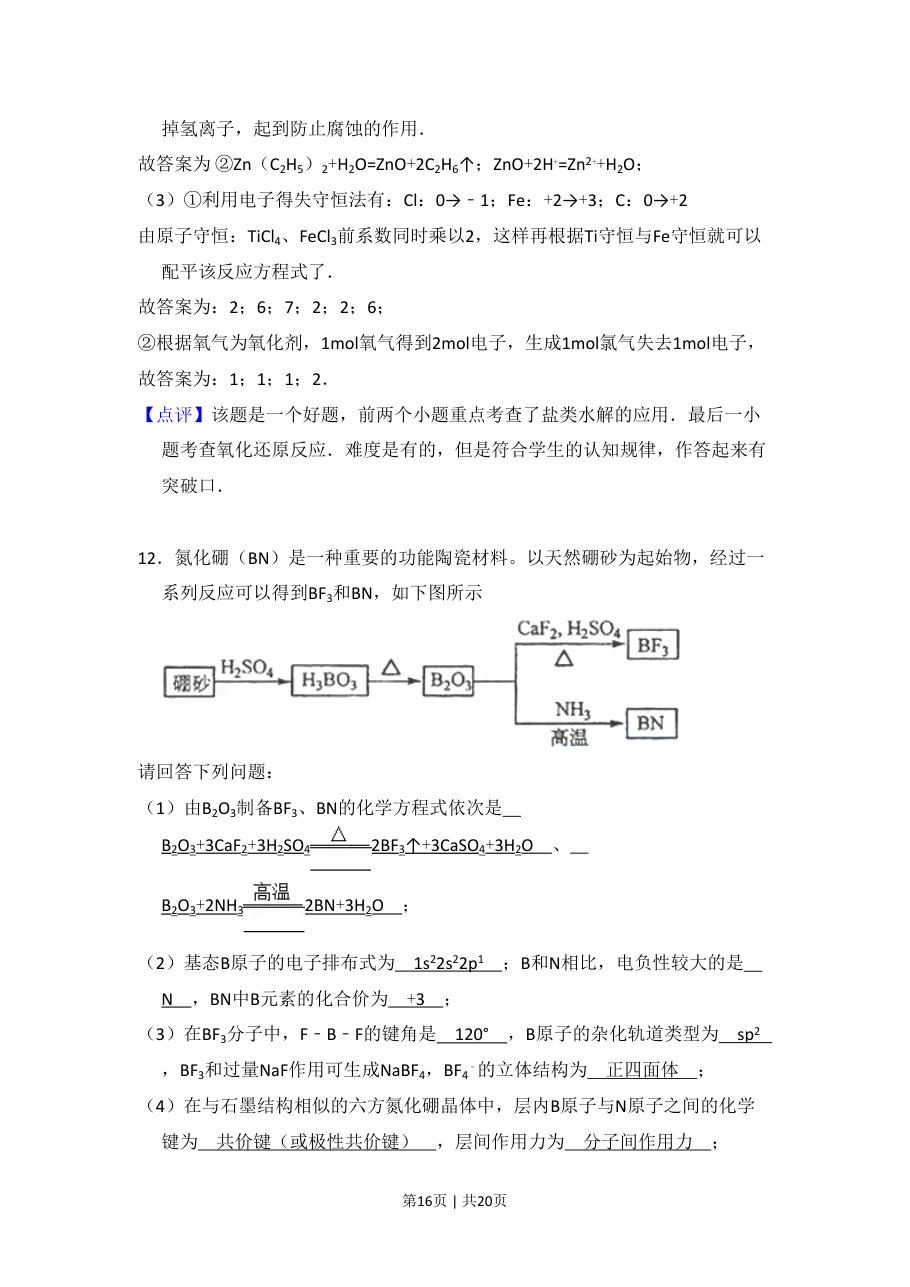 掉氢离子，起到防止腐蚀的作用．
故答案为 ②Zn（C₂H₅）₂+H₂O=ZnO+2C₂H₆↑；ZnO+2H⁺=Zn²⁺+H₂O；
（3）①利用电子得失守恒法有：Cl：0→﹣1；Fe：+2→+3；C：0→+2
由原子守恒：TiCl₄、FeCl₃前系数同时乘以2，这样再根据Ti守恒与Fe守恒就可以
配平该反应方程式了．
故答案为：2；6；7；2；2；6；
②根据氧气为氧化剂，1mol氧气得到2mol电子，生成1mol氯气失去1mol电子，
故答案为：1；1；1；2．
【点评】该题是一个好题，前两个小题重点考查了盐类水解的应用．最后一小
题考查氧化还原反应．难度是有的，但是符合学生的认知规律，作答起来有
突破口．
12．氮化硼（BN）是一种重要的功能陶瓷材料。以天然硼砂为起始物，经过一
系列反应可以得到BF₃和BN，如下图所示
CaF₂, H₂SO₄
△
BF₃
硼砂 H₂SO₄ H₃BO₃ △ B₂O₃
NH₃
高温
BN
请回答下列问题：
（1）由B₂O₃制备BF₃、BN的化学方程式依次是
△
B₂O₃+3CaF₂+3H₂SO₄═2BF₃↑+3CaSO₄+3H₂O 、
高温
B₂O₃+2NH₃═2BN+3H₂O ；
（2）基态B原子的电子排布式为 1s²2s²2p¹ ；B和N相比，电负性较大的是
N ，BN中B元素的化合价为 +3 ；
（3）在BF₃分子中，F﹣B﹣F的键角是 120° ，B原子的杂化轨道类型为 sp²
，BF₃和过量NaF作用可生成NaBF₄，BF₄⁻的立体结构为 正四面体 ；
（4）在与石墨结构相似的六方氮化硼晶体中，层内B原子与N原子之间的化学
键为 共价键（或极性共价键） ，层间作用力为 分子间作用力 ；
第16页 | 共20页